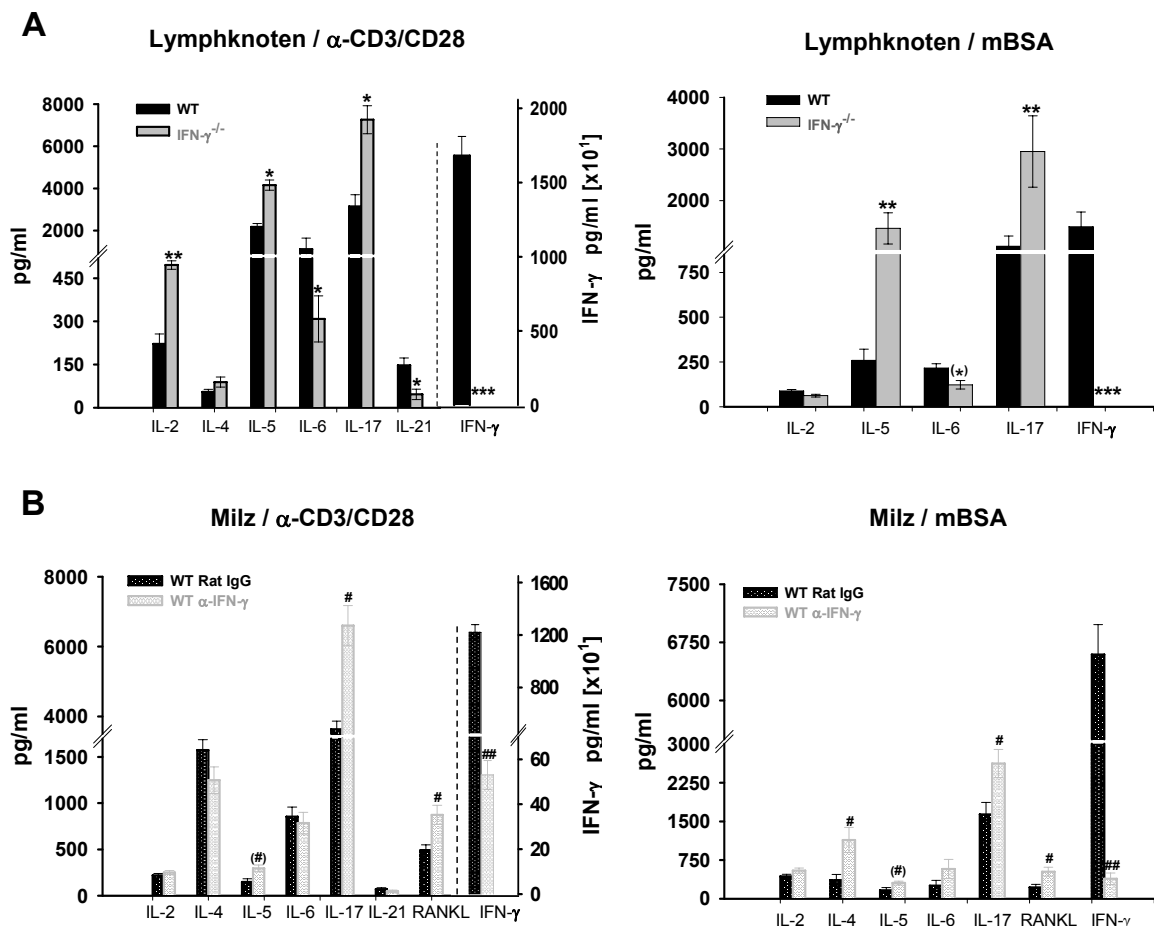 A
Lymphknoten / α-CD3/CD28
WT
IFN-γ-/-
8000
6000
4000
2000
450
300
150
0
pg/ml
2000
1500
1000
500
0
IFN-γ pg/ml [x10¹]
**
*
*
*
*
***
IL-2 IL-4 IL-5 IL-6 IL-17 IL-21 IFN-γ
Lymphknoten / mBSA
WT
IFN-γ-/-
4000
3000
2000
750
500
250
0
pg/ml
**
(*)
**
***
IL-2 IL-5 IL-6 IL-17 IFN-γ
B
Milz / α-CD3/CD28
WT Rat IgG
WT α-IFN-γ
8000
6000
4000
1500
1000
500
0
pg/ml
1600
1200
800
60
40
20
0
IFN-γ pg/ml [x10¹]
(#)
#
#
##
IL-2 IL-4 IL-5 IL-6 IL-17 IL-21 RANKL IFN-γ
Milz / mBSA
WT Rat IgG
WT α-IFN-γ
7500
6750
6000
3000
2250
1500
750
0
pg/ml
#
(#)
#
#
##
IL-2 IL-4 IL-5 IL-6 IL-17 RANKL IFN-γ